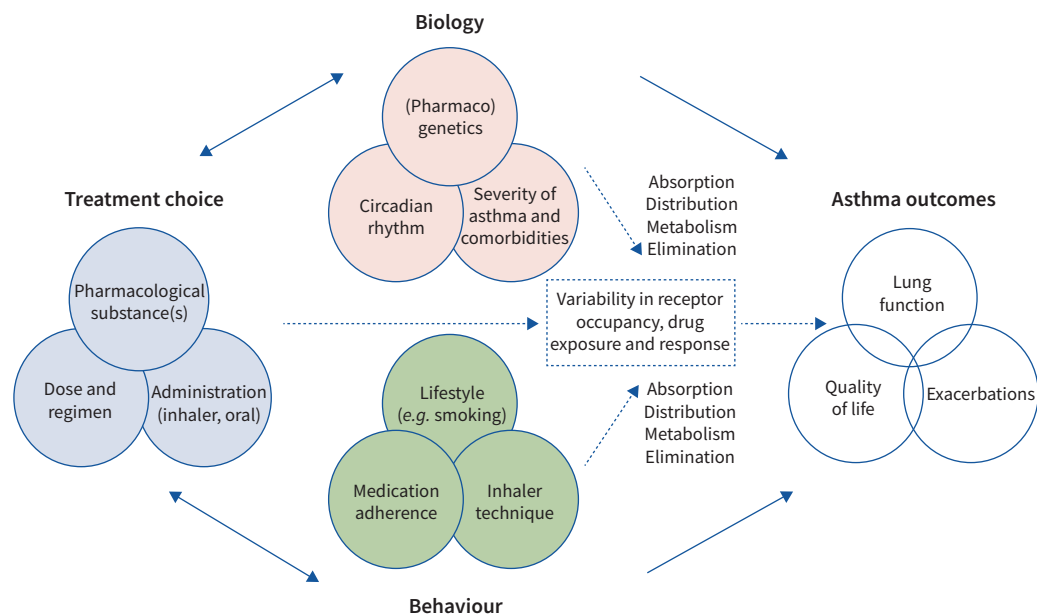 Biology
(Pharmaco)
genetics
Circadian
rhythm
Severity of
asthma and
comorbidities
Absorption
Distribution
Metabolism
Elimination
Treatment choice
Pharmacological
substance(s)
Dose and
regimen
Administration
(inhaler, oral)
Variability in receptor
occupancy, drug
exposure and response
Asthma outcomes
Lung
function
Quality
of life
Exacerbations
Lifestyle
(e.g. smoking)
Medication
adherence
Inhaler
technique
Absorption
Distribution
Metabolism
Elimination
Behaviour